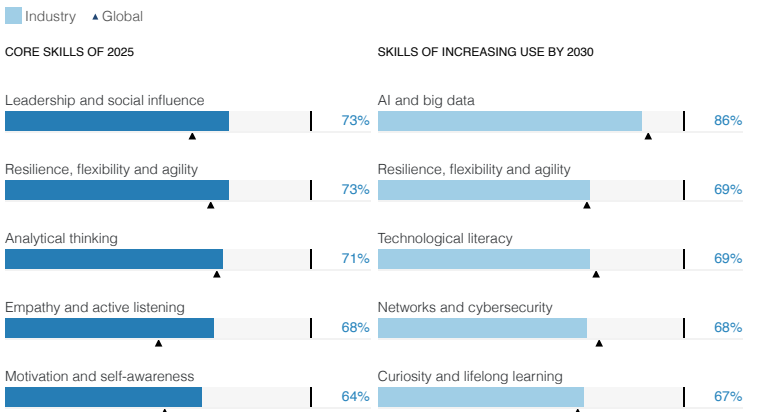 Industry Global
CORE SKILLS OF 2025
Leadership and social influence
73%
Resilience, flexibility and agility
73%
Analytical thinking
71%
Empathy and active listening
68%
Motivation and self-awareness
64%
SKILLS OF INCREASING USE BY 2030
AI and big data
86%
Resilience, flexibility and agility
69%
Technological literacy
69%
Networks and cybersecurity
68%
Curiosity and lifelong learning
67%